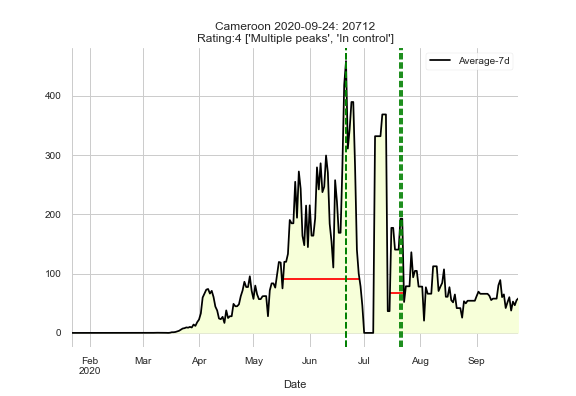 Cameroon 2020-09-24: 20712
Rating:4 ['Multiple peaks', 'In control']
Average-7d
400
300
200
100
0
Feb
2020
Mar
Apr
May
Jun
Jul
Aug
Sep
Date